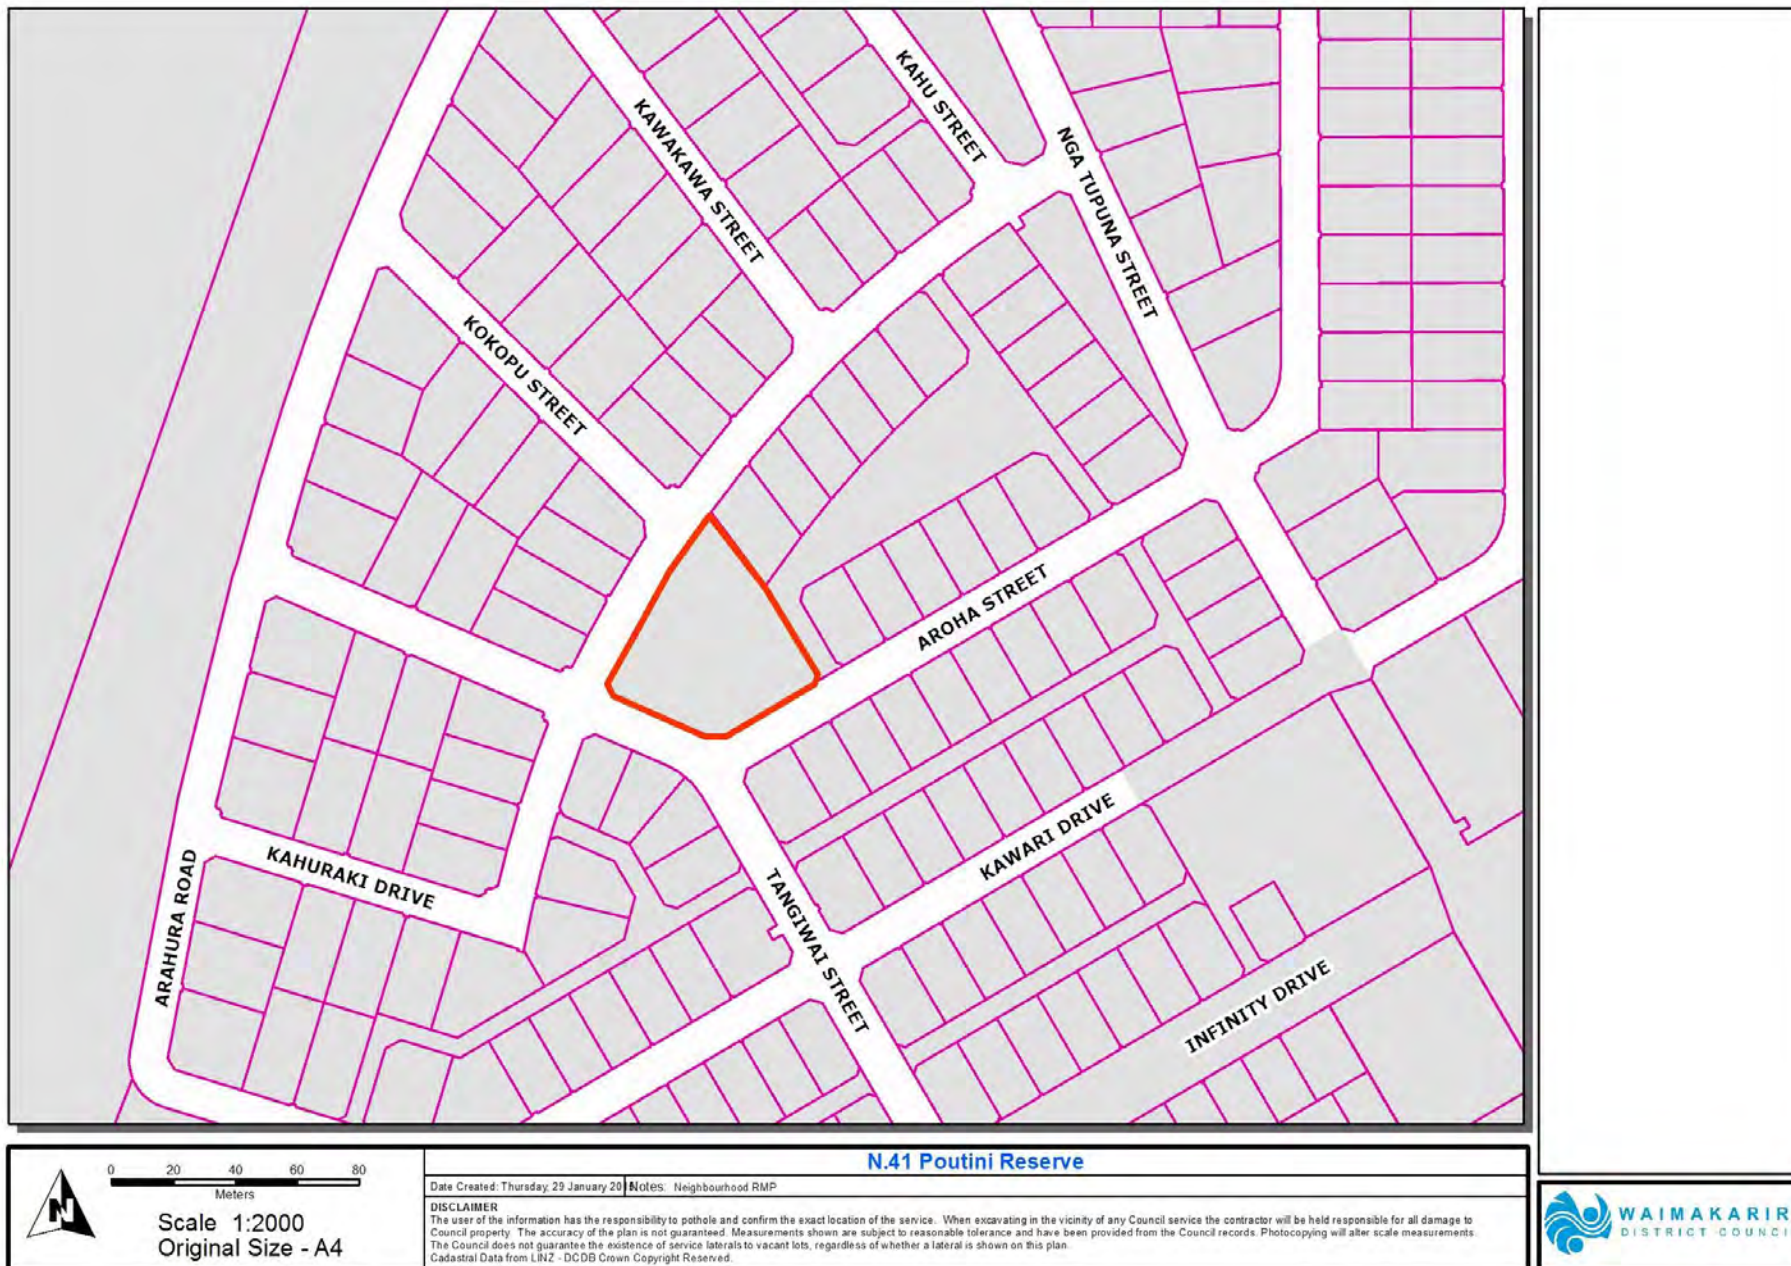 KAHU STREET
KAWAKAWA STREET
NGA TUPUNA STREET
KOKOPU STREET
AROHA STREET
KAWARI DRIVE
KAHURAKI DRIVE
ARAHURA ROAD
TANGIWAI STREET
INFINITY DRIVE
N
0 20 40 60 80
Meters
Scale 1:2000
Original Size - A4
N.41 Poutini Reserve
Date Created: Thursday, 29 January
Notes: Neighbourhood RMP
DISCLAIMER
The user of the information has the responsibility to pothole and confirm the exact location of the service. When excavating in the vicinity of any Council service the contractor will be held responsible for all damage to
Council property. The accuracy of the plan is not guaranteed. Measurements shown are subject to reasonable tolerance and have been provided from the Council records. Photocopying will alter scale measurements.
The Council does not guarantee the existence of service laterals to vacant lots, regardless of whether a lateral is shown on this plan.
Cadastral Data from LINZ - DCDB Crown Copyright Reserved.
WAIMAKARIR
DISTRICT COUNCI